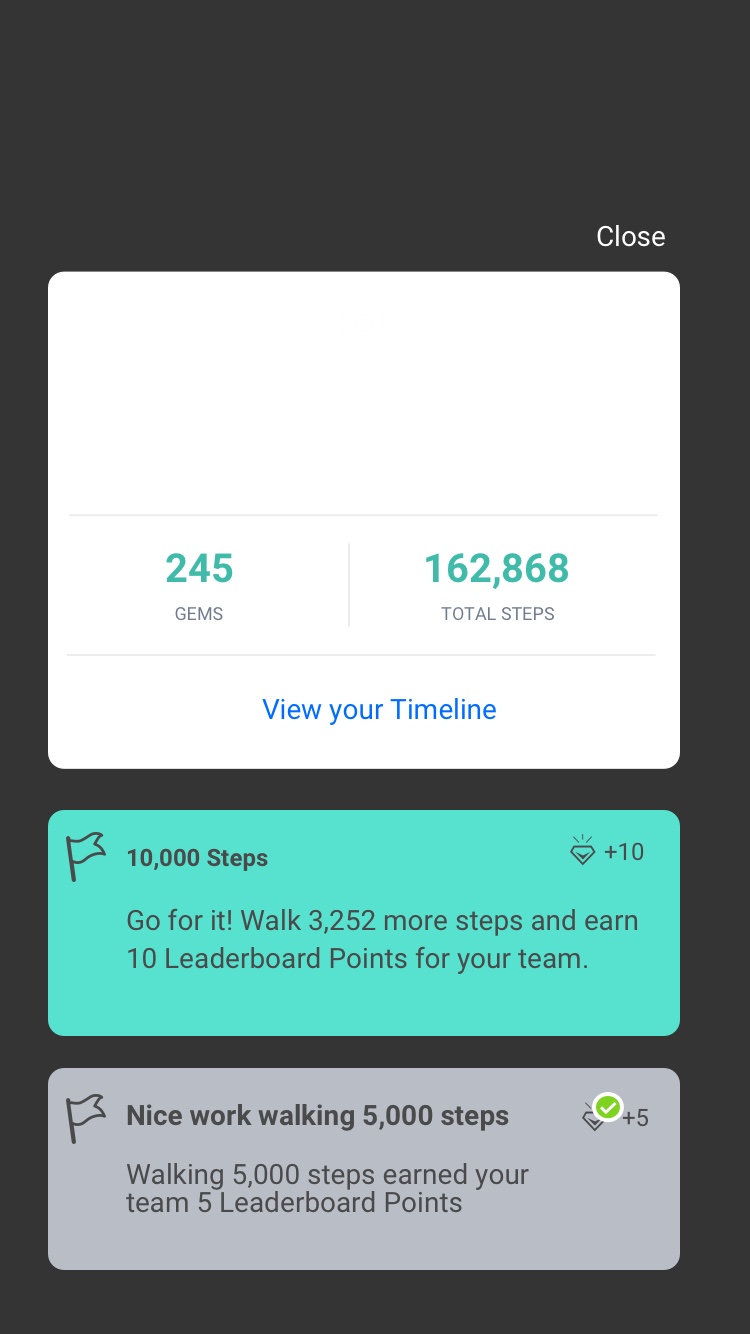 Close
245
162,868
GEMS
TOTAL STEPS
View your Timeline
10,000 Steps
+10
Go for it! Walk 3,252 more steps and earn
10 Leaderboard Points for your team.
Nice work walking 5,000 steps
+5
Walking 5,000 steps earned your
team 5 Leaderboard Points